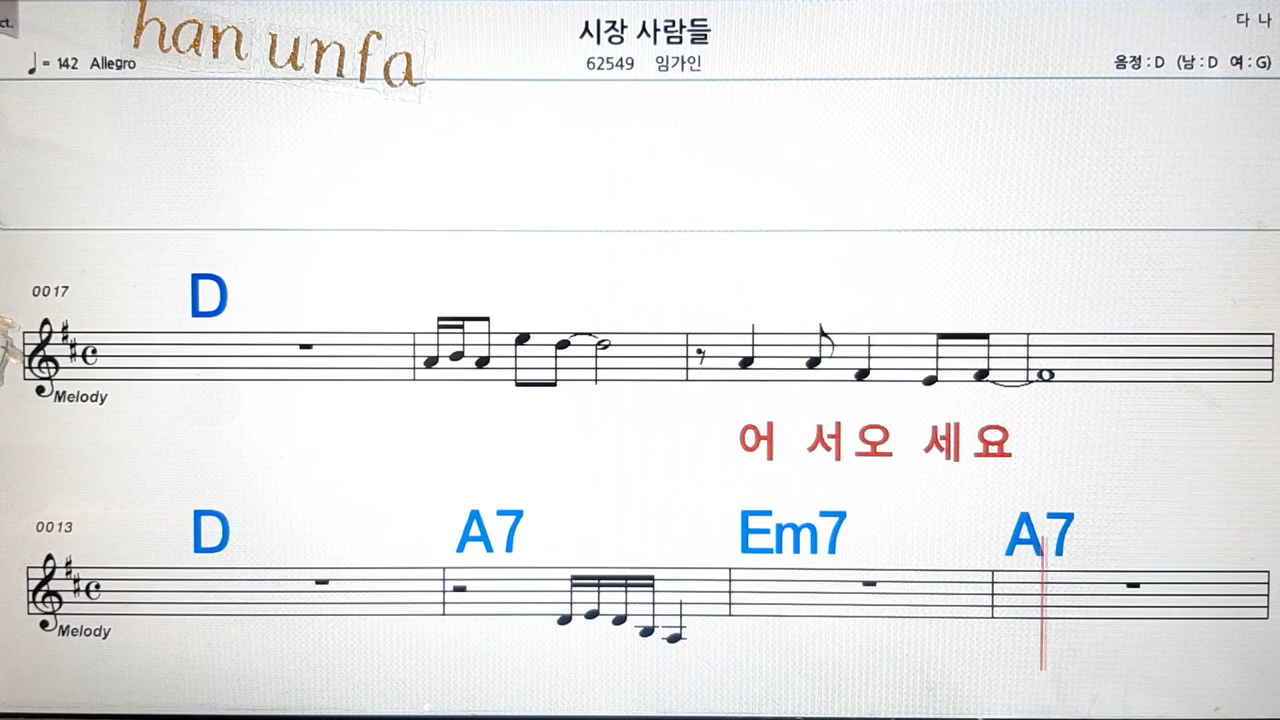 ct.
han unfa
시장 사람들
다 나
♩ = 142 Allegro
62549 임가인
음정 : D (남 : D 여 : G)
0017
D
Melody
어 서오 세요
0013
D A7 Em7 A7
Melody